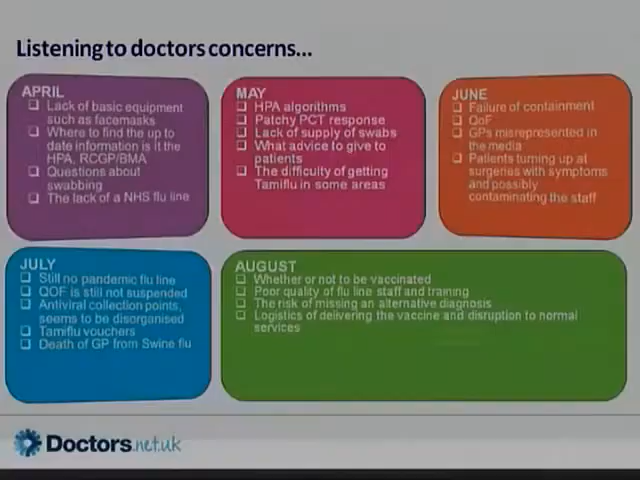 Listening to doctors concerns...
APRIL
Lack of basic equipment
such as facemasks
Where to find the up to
date information is it the
HPA, RCGP/BMA
Questions about
swabbing
The lack of a NHS flu line
MAY
HPA algorithms
Patchy PCT response
Lack of supply of swabs
What advice to give to
patients
The difficulty of getting
Tamiflu in some areas
JUNE
Failure of containment
QoF
GPs misrepresented in
the media
Patients turning up at
surgeries with symptoms
and possibly
contaminating the staff
JULY
Still no pandemic flu line
QOF is still not suspended
Antiviral collection points,
seems to be disorganised
Tamiflu vouchers
Death of GP from Swine flu
AUGUST
Whether or not to be vaccinated
Poor quality of flu line staff and training
The risk of missing an alternative diagnosis
Logistics of delivering the vaccine and disruption to normal
services
Doctors.net.uk